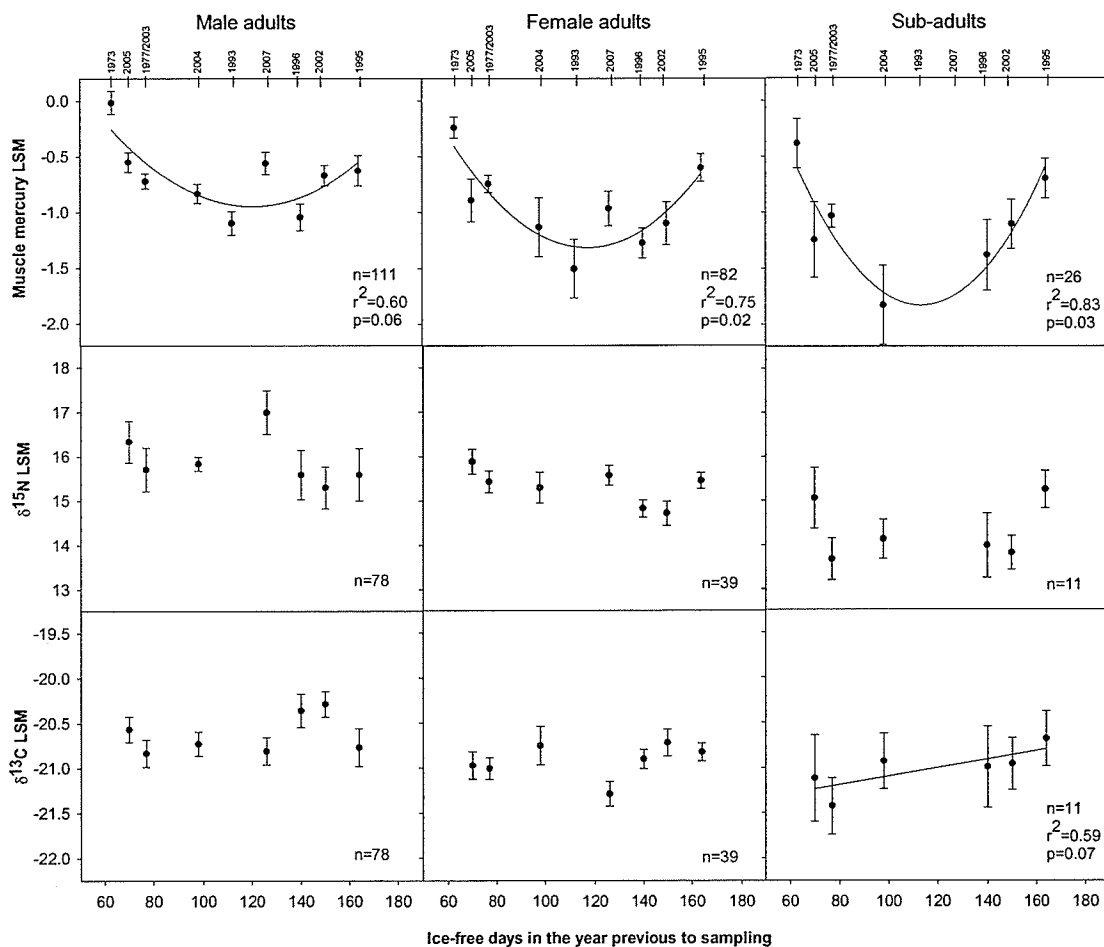 Male adults
Female adults
Sub-adults
1973 2005 1977/2003 2004 1993 2007 1996 2002 1995
1973 2005 1977/2003 2004 1993 2007 1996 2002 1995
1973 2005 1977/2003 2004 1993 2007 1996 2002 1995
Muscle mercury LSM
0.0
-0.5
-1.0
-1.5
-2.0
n=111
r²=0.60
p=0.06
n=82
r²=0.75
p=0.02
n=26
r²=0.83
p=0.03
δ¹⁵N LSM
18
17
16
15
14
13
n=78
n=39
n=11
δ¹³C LSM
-19.5
-20.0
-20.5
-21.0
-21.5
-22.0
n=78
n=39
n=11
r²=0.59
p=0.07
60 80 100 120 140 160 180
60 80 100 120 140 160 180
60 80 100 120 140 160 180
Ice-free days in the year previous to sampling